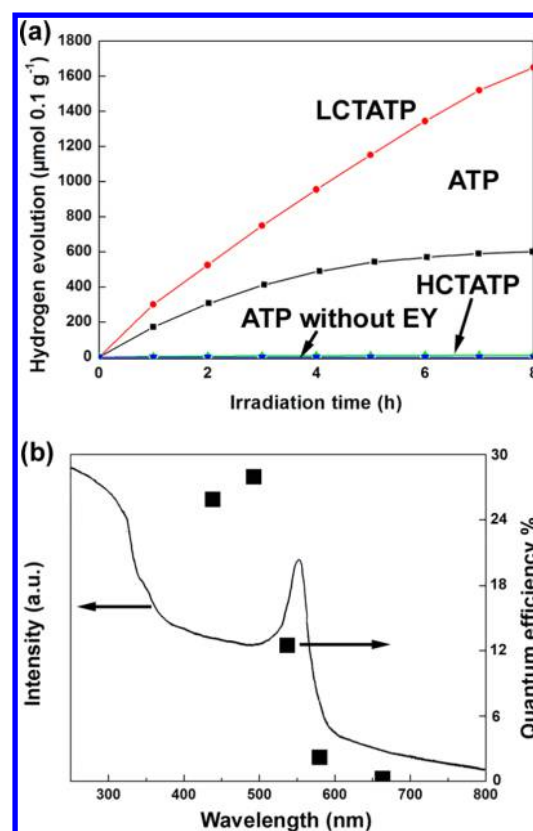 (a)
1800
1600
1400
1200
1000
800
600
400
200
0
Hydrogen evolution (μmol 0.1 g⁻¹)
LCTATP
ATP
HCTATP
ATP without EY
0 2 4 6 8
Irradiation time (h)
(b)
Intensity (a.u.)
30
24
18
12
6
0
Quantum efficiency %
300 400 500 600 700 800
Wavelength (nm)